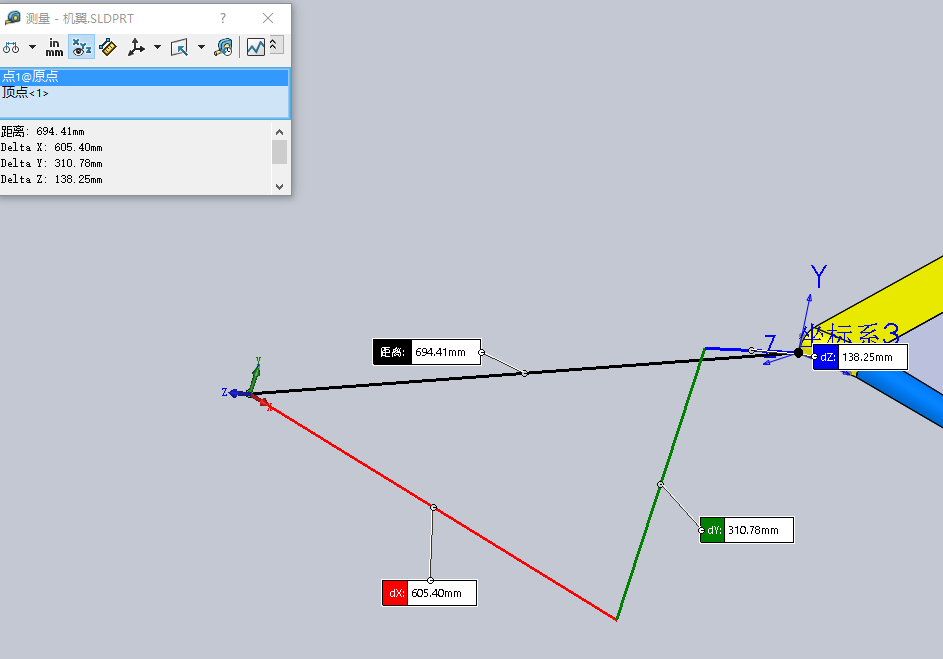 测量 - 机翼.SLDPRT
?
in
mm
XYZ
点1@原点
顶点<1>
距离: 694.41mm
Delta X: 605.40mm
Delta Y: 310.78mm
Delta Z: 138.25mm
Y
坐标系3
Z
dZ: 138.25mm
距离: 694.41mm
Y
Z
X
dY: 310.78mm
dX: 605.40mm